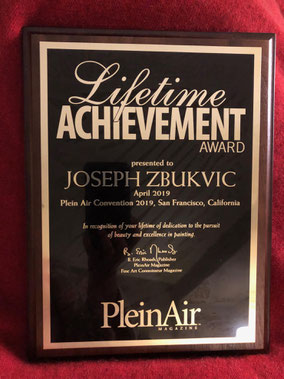 Lifetime
ACHIEVEMENT
AWARD
presented to
JOSEPH ZBUKVIC
April 2019
Plein Air Convention 2019, San Francisco, California
In recognition of your lifetime of dedication to the pursuit
of beauty and excellence in painting.
B. Eric Rhoads, Publisher
PleinAir Magazine
Fine Art Connoisseur Magazine
PleinAir
MAGAZINE